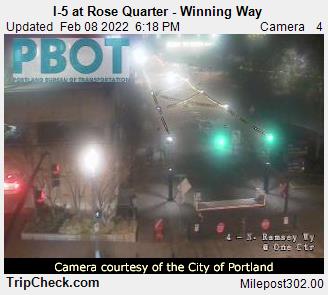 I-5 at Rose Quarter - Winning Way
Updated Feb 08 2022 6:18 PM Camera 4
PBOT
PORTLAND BUREAU OF TRANSPORTATION
4 - N. Ramsey Wy
@ One Ctr
Camera courtesy of the City of Portland
TripCheck.com Milepost302.00